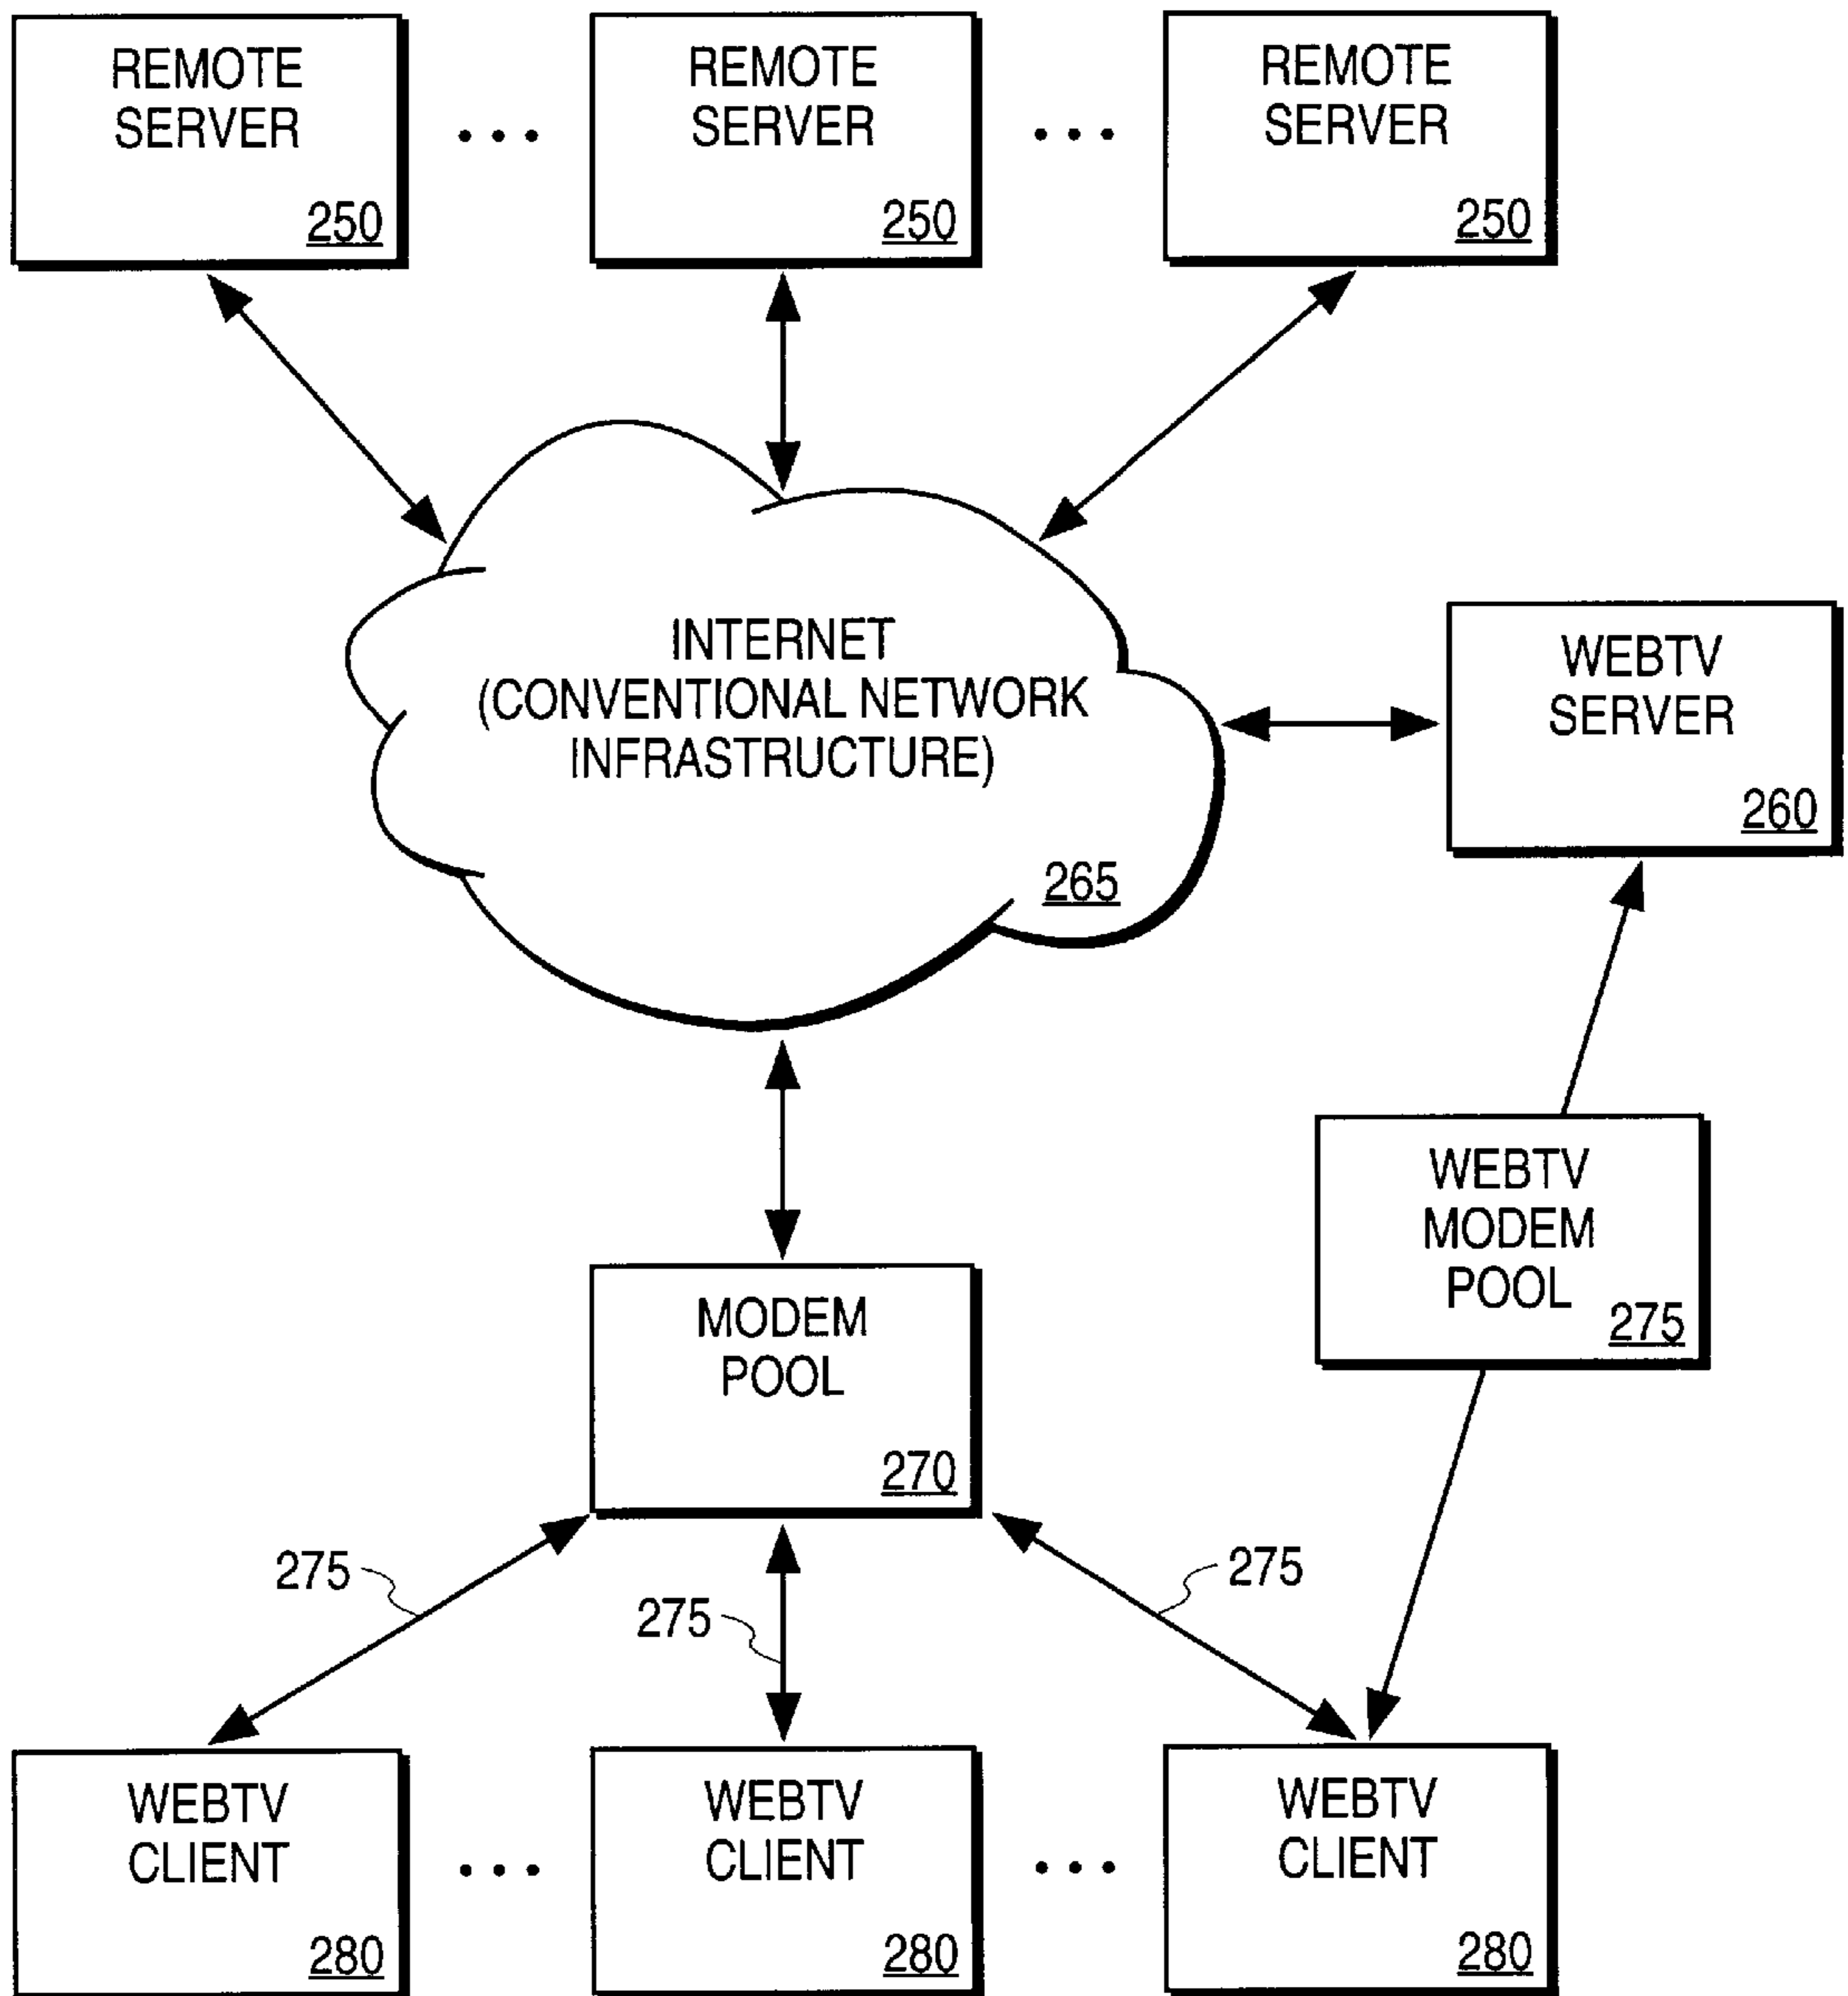 REMOTE
SERVER
250
REMOTE
SERVER
250
REMOTE
SERVER
250
INTERNET
(CONVENTIONAL NETWORK
INFRASTRUCTURE)
265
WEBTV
SERVER
260
WEBTV
MODEM
POOL
275
MODEM
POOL
270
275
275
275
WEBTV
CLIENT
280
WEBTV
CLIENT
280
WEBTV
CLIENT
280